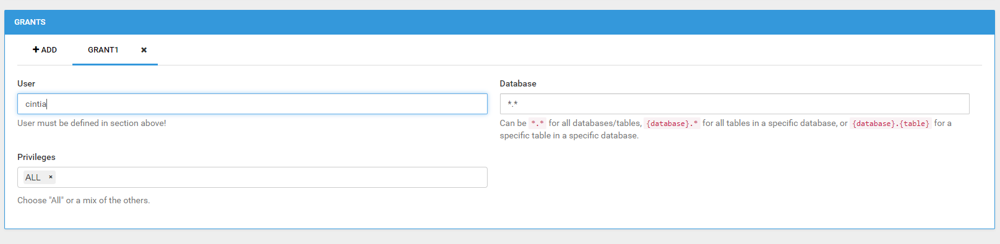 GRANTS
+ ADD
GRANT1 ×
User
Database
cintia
*.*
User must be defined in section above!
Can be *.* for all databases/tables, {database}.* for all tables in a specific database, or {database}.{table} for a
specific table in a specific database.
Privileges
ALL ×
Choose "All" or a mix of the others.